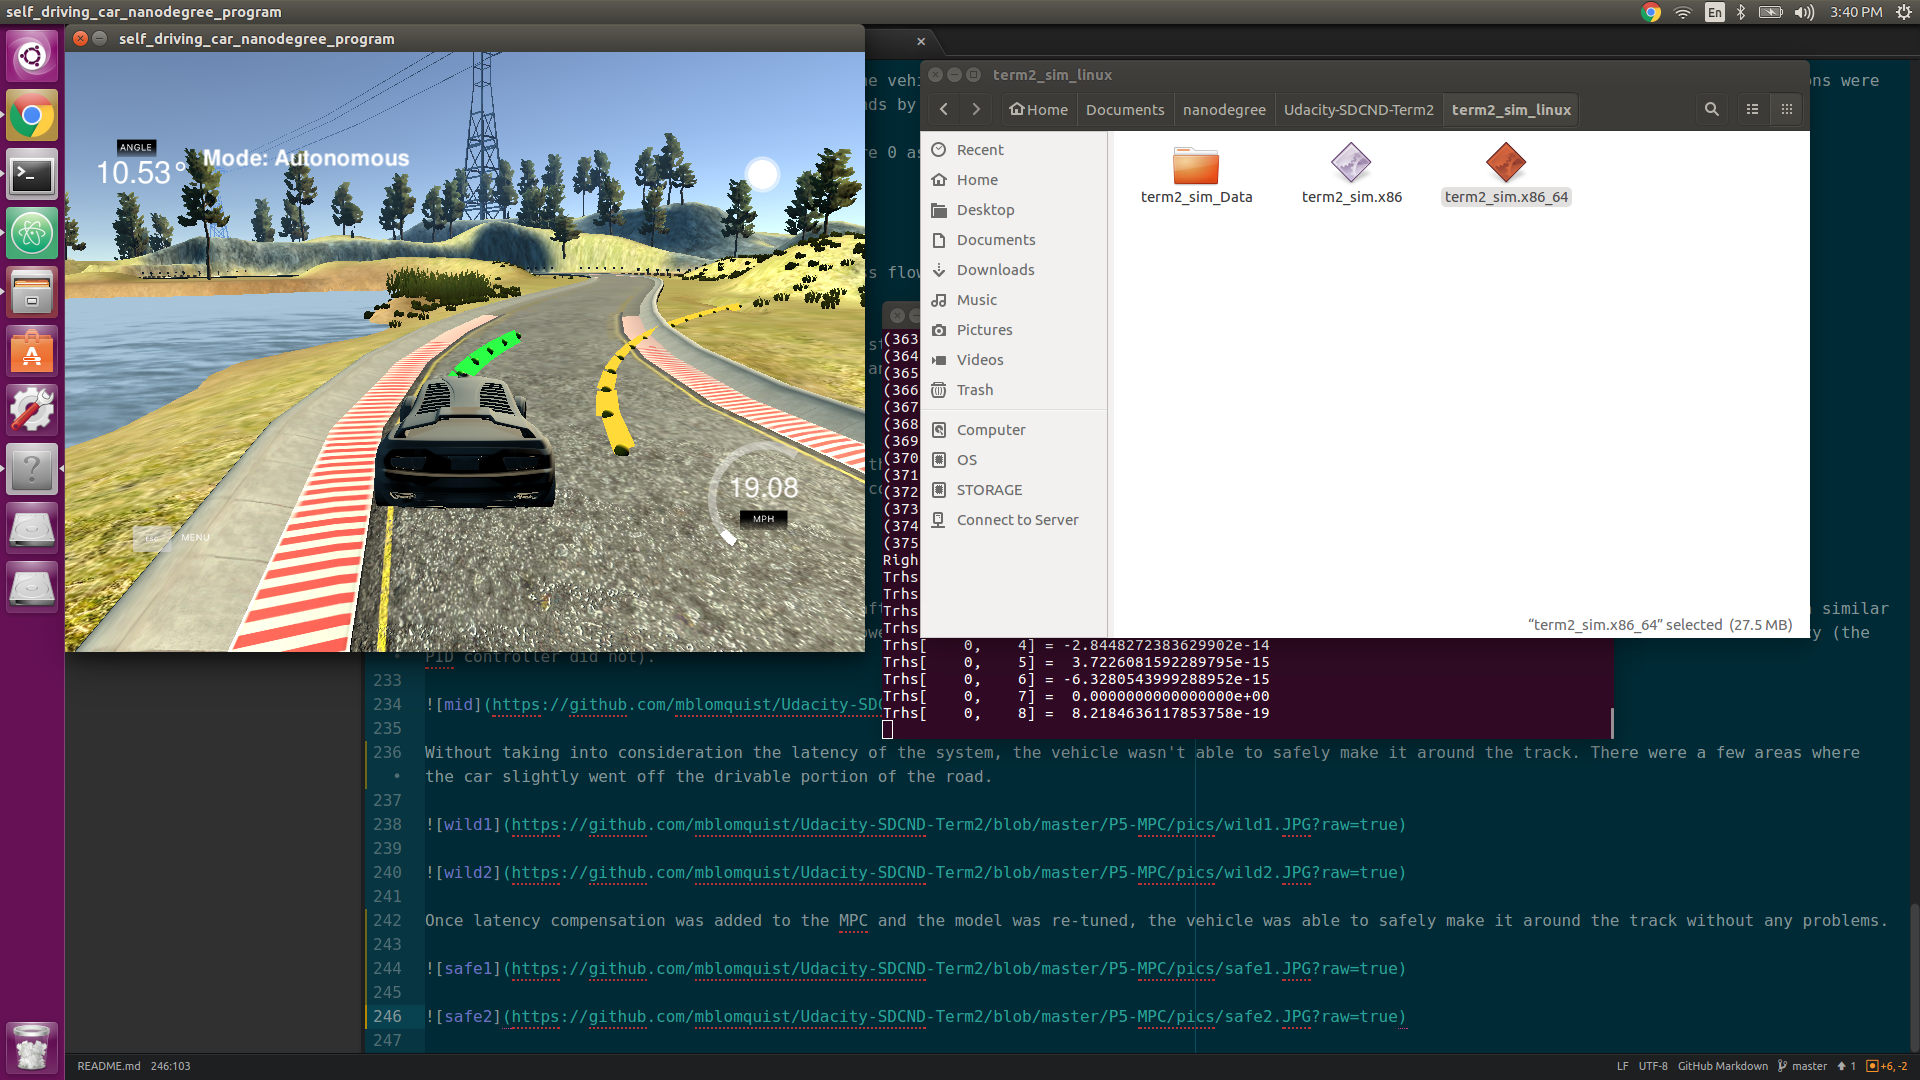 self_driving_car_nanodegree_program
En
3:40 PM
self_driving_car_nanodegree_program
ANGLE
10.53°
Mode: Autonomous
19.08
MPH
ESC
MENU
term2_sim_linux
Home
Documents
nanodegree
Udacity-SDCND-Term2
term2_sim_linux
Recent
Home
Desktop
Documents
Downloads
Music
Pictures
Videos
Trash
Computer
OS
STORAGE
Connect to Server
term2_sim_Data
term2_sim.x86
term2_sim.x86_64
“term2_sim.x86_64” selected (27.5 MB)
ns were
nds by
re 0 as
s flow
similar
y (the
(363
(364
(365
(366
(367
(368
(369
(370
(371
(372
(373
(374
(375
Righ
Trhs
Trhs
Trhs
Trhs
Trhs[ 0, 4] = -2.8448272383629902e-14
Trhs[ 0, 5] = 3.7226081592289795e-15
Trhs[ 0, 6] = -6.3280543999288952e-15
Trhs[ 0, 7] = 0.0000000000000000e+00
Trhs[ 0, 8] = 8.2184636117853758e-19
PID controller did not).
233
234 ![mid](https://github.com/mblomquist/Udacity-SDC
235
236 Without taking into consideration the latency of the system, the vehicle wasn't able to safely make it around the track. There were a few areas where
• the car slightly went off the drivable portion of the road.
237
238 ![wild1](https://github.com/mblomquist/Udacity-SDCND-Term2/blob/master/P5-MPC/pics/wild1.JPG?raw=true)
239
240 ![wild2](https://github.com/mblomquist/Udacity-SDCND-Term2/blob/master/P5-MPC/pics/wild2.JPG?raw=true)
241
242 Once latency compensation was added to the MPC and the model was re-tuned, the vehicle was able to safely make it around the track without any problems.
243
244 ![safe1](https://github.com/mblomquist/Udacity-SDCND-Term2/blob/master/P5-MPC/pics/safe1.JPG?raw=true)
245
246 ![safe2](https://github.com/mblomquist/Udacity-SDCND-Term2/blob/master/P5-MPC/pics/safe2.JPG?raw=true)
247
README.md 246:103
LF UTF-8 GitHub Markdown master 1 +6, -2